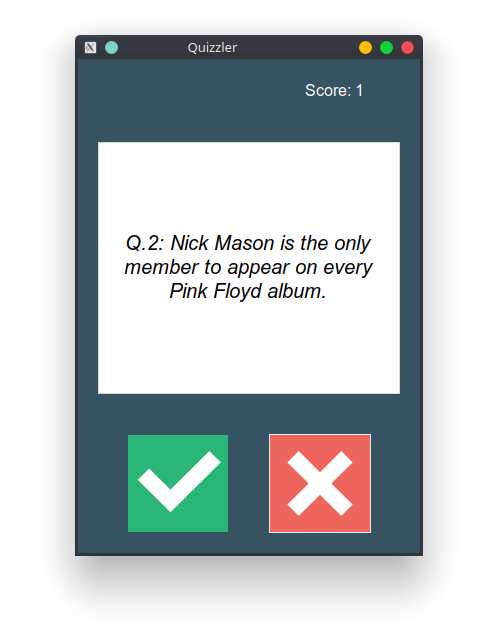 Quizzler
Score: 1
Q.2: Nick Mason is the only
member to appear on every
Pink Floyd album.